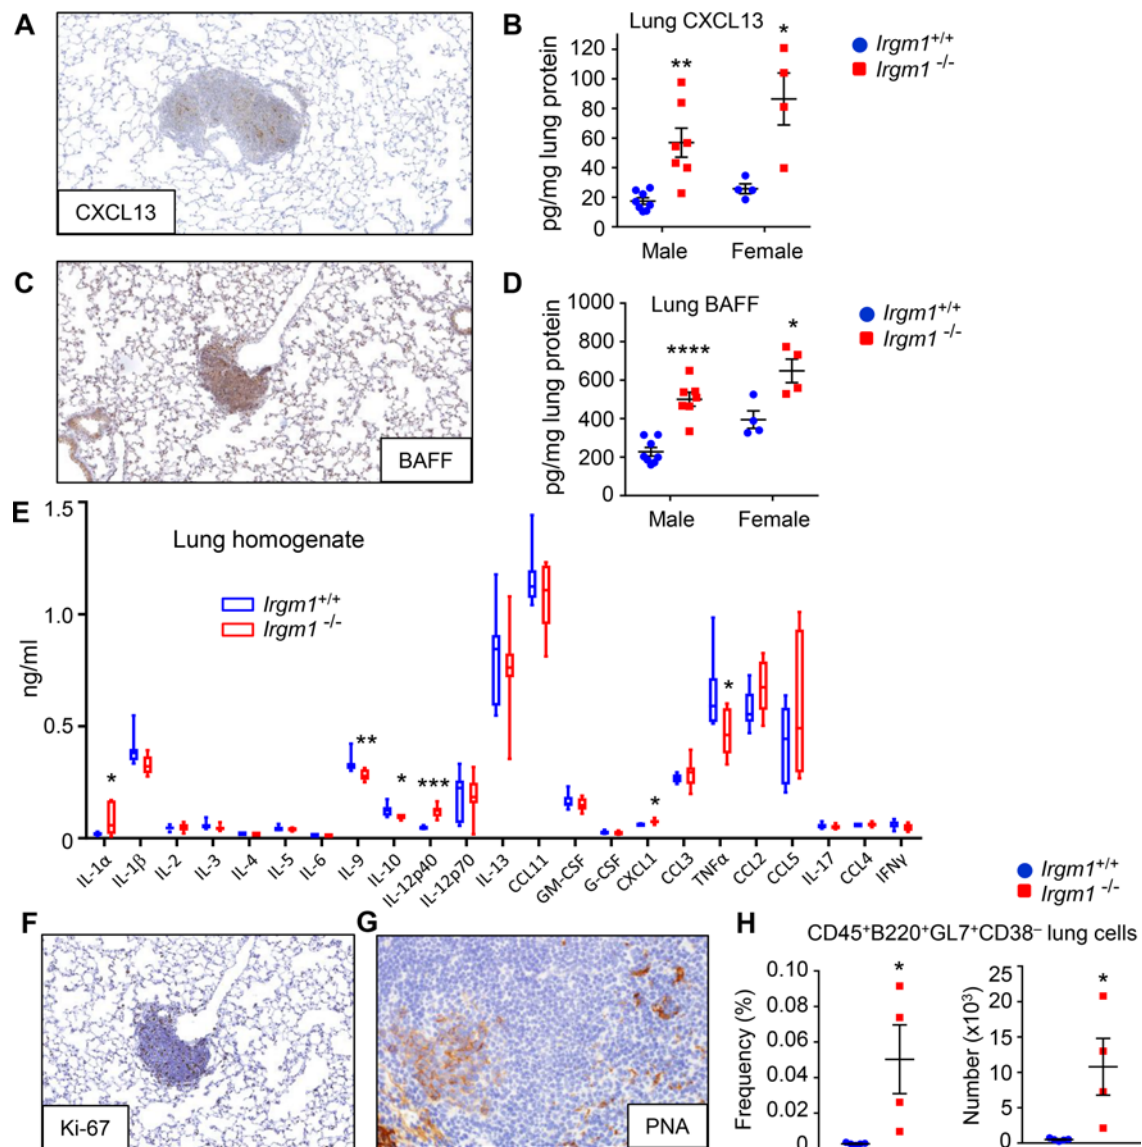 A
CXCL13
B
Lung CXCL13
*
**
Irgm1+/+
Irgm1 -/-
pg/mg lung protein
120
100
80
60
40
20
0
Male Female
C
BAFF
D
Lung BAFF
*
****
Irgm1+/+
Irgm1 -/-
pg/mg lung protein
1000
800
600
400
200
0
Male Female
E
Lung homogenate
Irgm1+/+
Irgm1 -/-
ng/ml
1.5
1.0
0.5
0
* ** * *** * *
IL-1α IL-1β IL-2 IL-3 IL-4 IL-5 IL-6 IL-9 IL-10 IL-12p40 IL-12p70 IL-13 CCL11 GM-CSF G-CSF CXCL1 CCL3 TNFα CCL2 CCL5 IL-17 CCL4 IFNγ
Irgm1+/+
Irgm1 -/-
F
Ki-67
G
PNA
H
CD45⁺B220⁺GL7⁺CD38⁻ lung cells
Frequency (%)
0.10
0.08
0.06
0.04
0.02
0
*
Number (x10³)
25
20
15
10
5
0
*